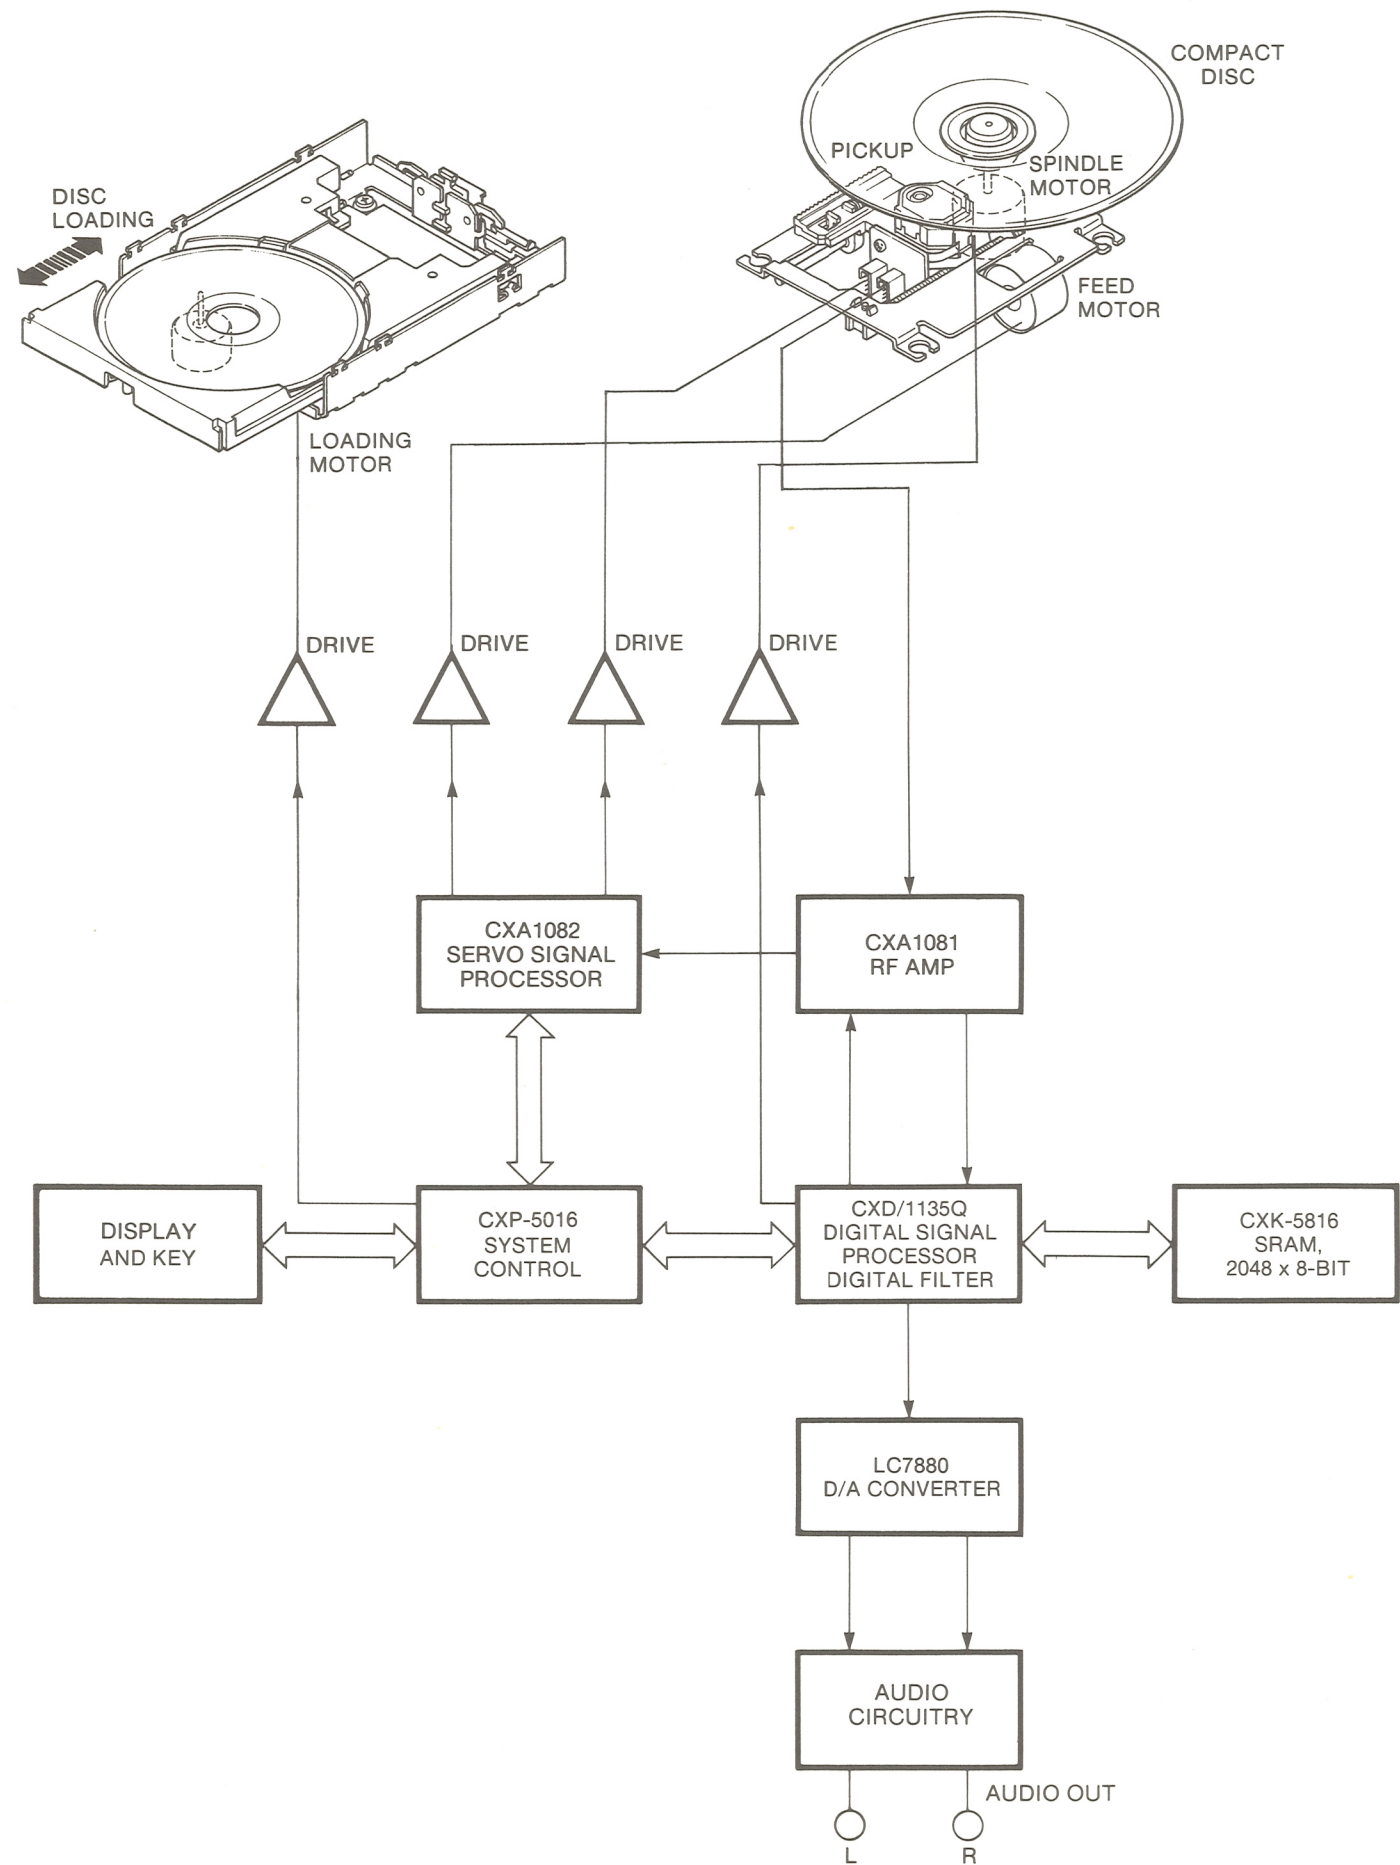 COMPACT
DISC
PICKUP
SPINDLE
MOTOR
DISC
LOADING
FEED
MOTOR
LOADING
MOTOR
DRIVE
DRIVE
DRIVE
DRIVE
CXA1082
SERVO SIGNAL
PROCESSOR
CXA1081
RF AMP
DISPLAY
AND KEY
CXP-5016
SYSTEM
CONTROL
CXD/1135Q
DIGITAL SIGNAL
PROCESSOR
DIGITAL FILTER
CXK-5816
SRAM,
2048 x 8-BIT
LC7880
D/A CONVERTER
AUDIO
CIRCUITRY
AUDIO OUT
L
R